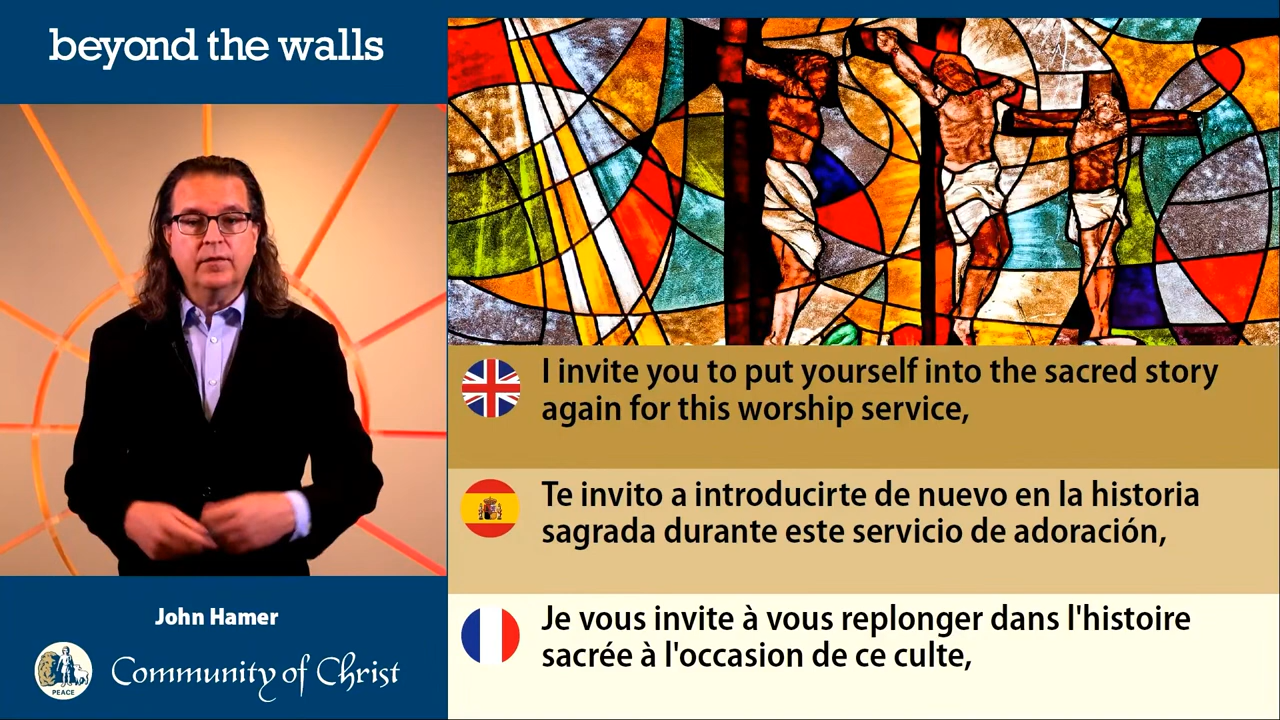 beyond the walls
John Hamer
PEACE
Community of Christ
I invite you to put yourself into the sacred story
again for this worship service,
Te invito a introducirte de nuevo en la historia
sagrada durante este servicio de adoración,
Je vous invite à vous replonger dans l'histoire
sacrée à l'occasion de ce culte,